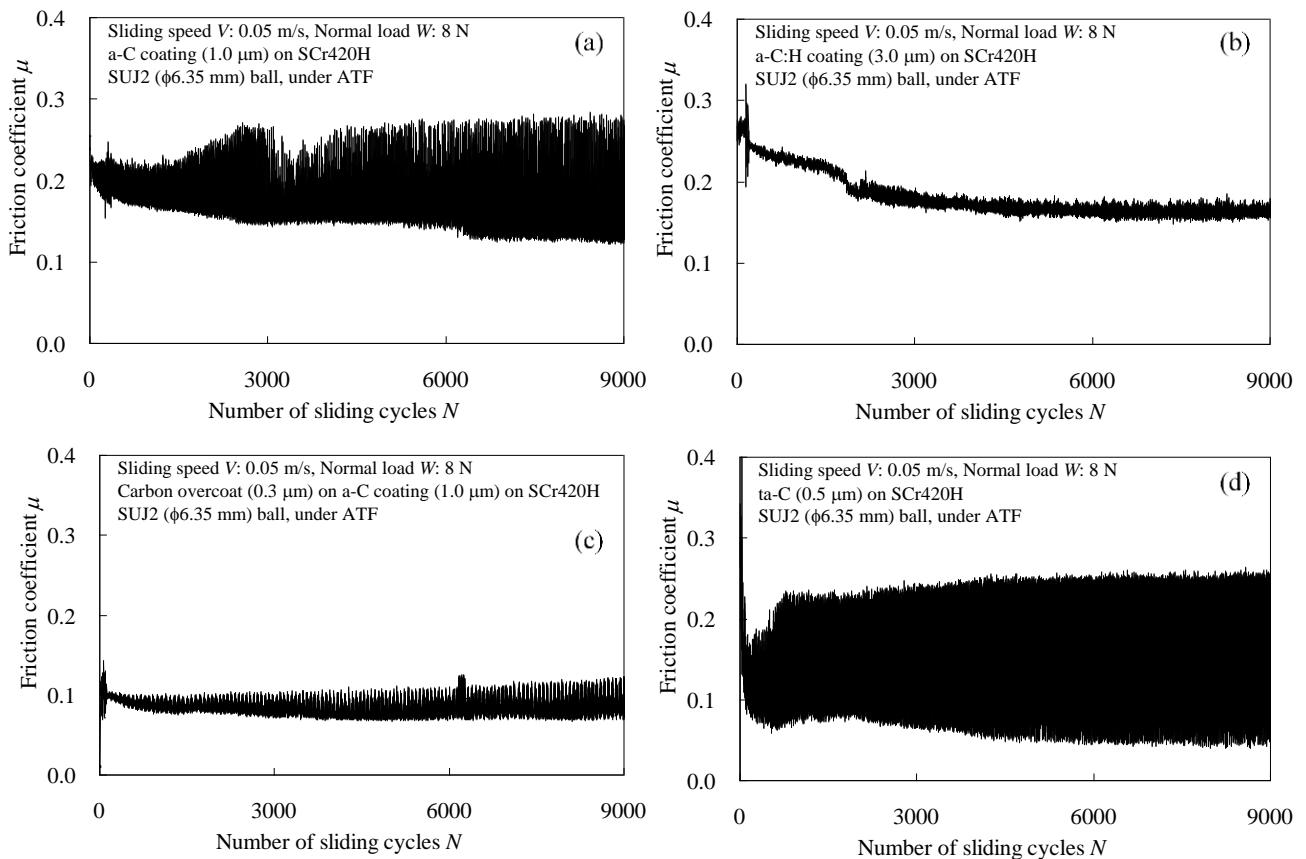 Sliding speed V: 0.05 m/s, Normal load W: 8 N
a-C coating (1.0 μm) on SCr420H
SUJ2 (ϕ6.35 mm) ball, under ATF
(a)
0.4
0.3
0.2
0.1
0.0
Friction coefficient μ
0 3000 6000 9000
Number of sliding cycles N
Sliding speed V: 0.05 m/s, Normal load W: 8 N
a-C:H coating (3.0 μm) on SCr420H
SUJ2 (ϕ6.35 mm) ball, under ATF
(b)
0.4
0.3
0.2
0.1
0.0
Friction coefficient μ
0 3000 6000 9000
Number of sliding cycles N
Sliding speed V: 0.05 m/s, Normal load W: 8 N
Carbon overcoat (0.3 μm) on a-C coating (1.0 μm) on SCr420H
SUJ2 (ϕ6.35 mm) ball, under ATF
(c)
0.4
0.3
0.2
0.1
0.0
Friction coefficient μ
0 3000 6000 9000
Number of sliding cycles N
Sliding speed V: 0.05 m/s, Normal load W: 8 N
ta-C (0.5 μm) on SCr420H
SUJ2 (ϕ6.35 mm) ball, under ATF
(d)
0.4
0.3
0.2
0.1
0.0
Friction coefficient μ
0 3000 6000 9000
Number of sliding cycles N